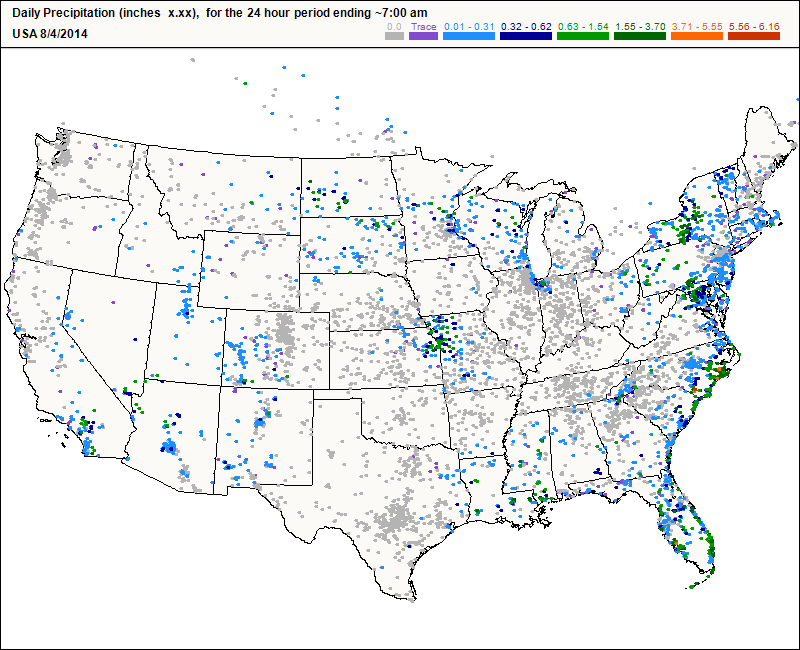 Daily Precipitation (inches x.xx), for the 24 hour period ending ~7:00 am
USA 8/4/2014
0.0 Trace 0.01 - 0.31 0.32 - 0.62 0.63 - 1.54 1.55 - 3.70 3.71 - 5.55 5.56 - 6.16